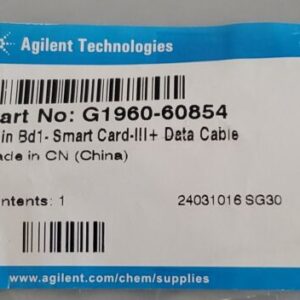 Agilent Technologies
art No: G1960-60854
in Bd1- Smart Card-III+ Data Cable
ade in CN (China)
ntents: 1
24031016 SG30
www.agilent.com/chem/supplies